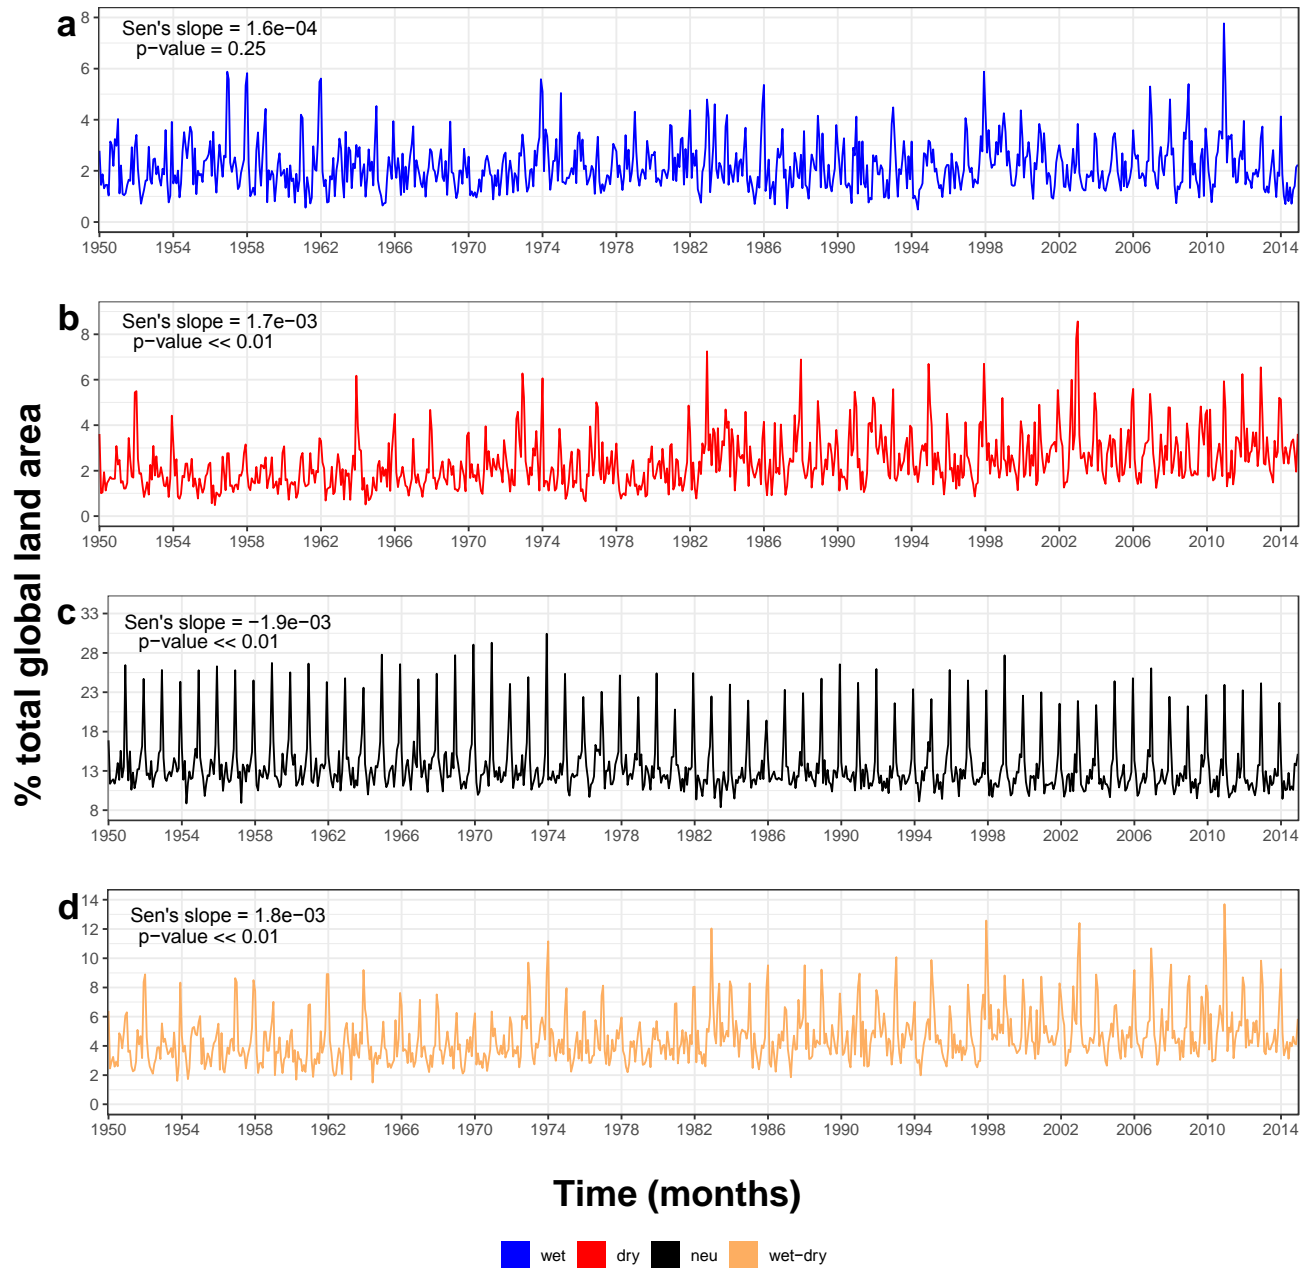 a
Sen's slope = 1.6e−04
p−value = 0.25
8
6
4
2
0
1950 1954 1958 1962 1966 1970 1974 1978 1982 1986 1990 1994 1998 2002 2006 2010 2014
b
Sen's slope = 1.7e−03
p−value << 0.01
8
6
4
2
0
1950 1954 1958 1962 1966 1970 1974 1978 1982 1986 1990 1994 1998 2002 2006 2010 2014
% total global land area
c
Sen's slope = −1.9e−03
p−value << 0.01
33
28
23
18
13
8
1950 1954 1958 1962 1966 1970 1974 1978 1982 1986 1990 1994 1998 2002 2006 2010 2014
d
Sen's slope = 1.8e−03
p−value << 0.01
14
12
10
8
6
4
2
0
1950 1954 1958 1962 1966 1970 1974 1978 1982 1986 1990 1994 1998 2002 2006 2010 2014
Time (months)
wet dry neu wet−dry